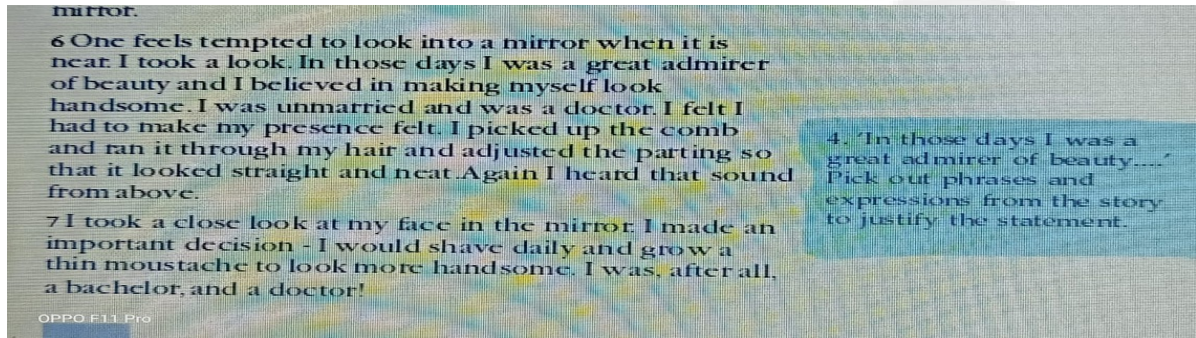 mirror.
6 One feels tempted to look into a mirror when it is
near. I took a look. In those days I was a great admirer
of beauty and I believed in making myself look
handsome. I was unmarried and was a doctor. I felt I
had to make my presence felt. I picked up the comb
and ran it through my hair and adjusted the parting so
that it looked straight and neat. Again I heard that sound
from above.
7 I took a close look at my face in the mirror. I made an
important decision - I would shave daily and grow a
thin moustache to look more handsome. I was, after all,
a bachelor, and a doctor!
4. 'In those days I was a
great admirer of beauty....'
Pick out phrases and
expressions from the story
to justify the statement.
OPPO F11 Pro